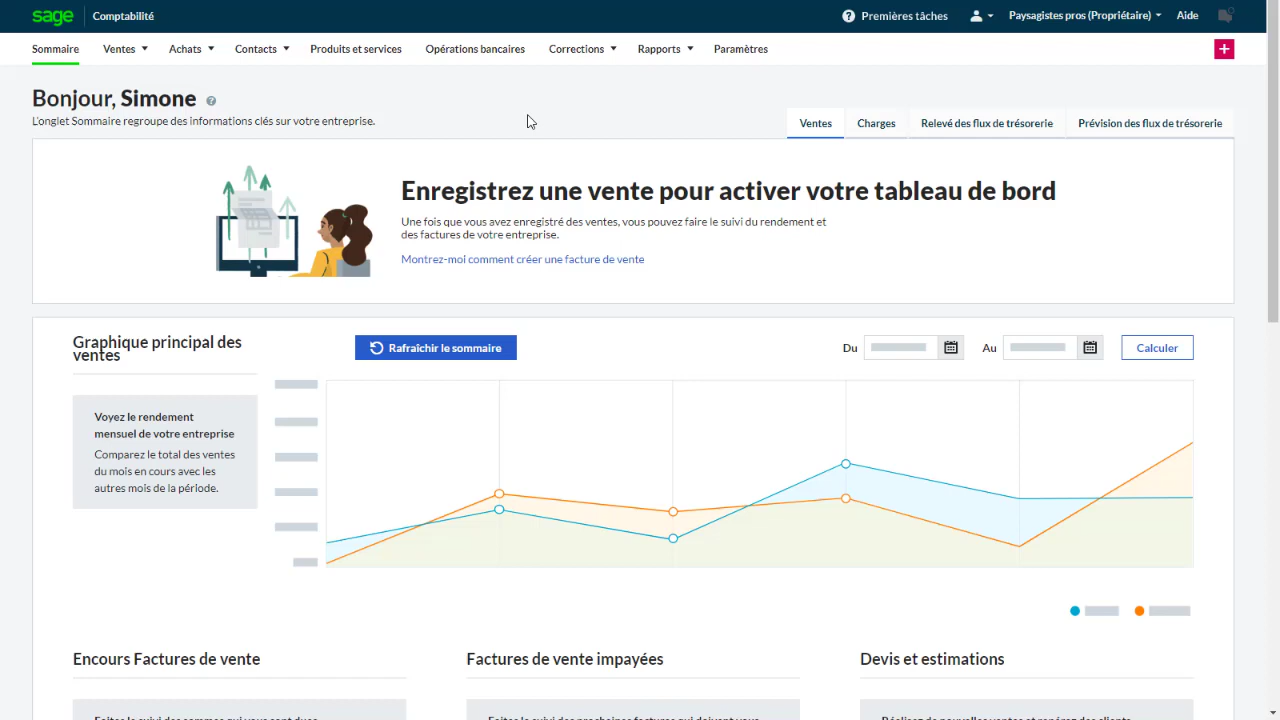 sage Comptabilité
Premières tâches
Paysagistes pros (Propriétaire)
Aide
Sommaire Ventes Achats Contacts Produits et services Opérations bancaires Corrections Rapports Paramètres
Bonjour, Simone
L'onglet Sommaire regroupe des informations clés sur votre entreprise.
Ventes Charges Relevé des flux de trésorerie Prévision des flux de trésorerie
Enregistrez une vente pour activer votre tableau de bord
Une fois que vous avez enregistré des ventes, vous pouvez faire le suivi du rendement et
des factures de votre entreprise.
Montrez-moi comment créer une facture de vente
Graphique principal des
ventes
Rafraîchir le sommaire
Du
Au
Calculer
Voyez le rendement
mensuel de votre entreprise
Comparez le total des ventes
du mois en cours avec les
autres mois de la période.
Encours Factures de vente
Factures de vente impayées
Devis et estimations